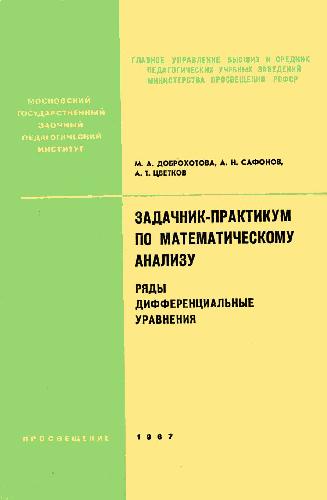 ГЛАВНОЕ УПРАВЛЕНИЕ ВЫСШИХ И СРЕДНИХ
ПЕДАГОГИЧЕСКИХ УЧЕБНЫХ ЗАВЕДЕНИЙ
МИНИСТЕРСТВА ПРОСВЕЩЕНИЯ РСФСР
МОСКОВСКИЙ
ГОСУДАРСТВЕННЫЙ
ЗАОЧНЫЙ
ПЕДАГОГИЧЕСКИЙ
ИНСТИТУТ
М. А. ДОБРОХОТОВА, А. Н. САФОНОВ,
А. Т. ЦВЕТКОВ
ЗАДАЧНИК-ПРАКТИКУМ
ПО МАТЕМАТИЧЕСКОМУ
АНАЛИЗУ
РЯДЫ
ДИФФЕРЕНЦИАЛЬНЫЕ
УРАВНЕНИЯ
ПРОСВЕЩЕНИЕ 1967